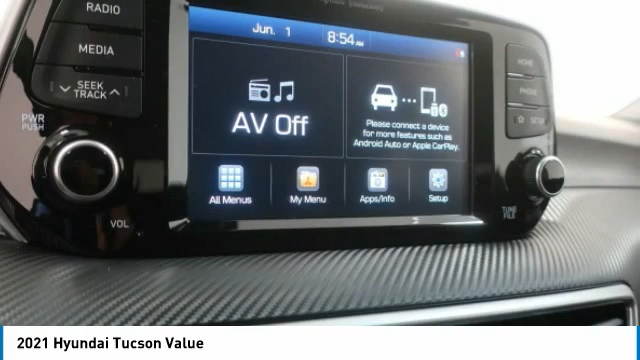 RADIO
MEDIA
SEEK
TRACK
PWR
PUSH
VOL
Jun. 1
8:54 AM
AV Off
Please connect a device
for more features such as
Android Auto or Apple CarPlay.
All Menus
My Menu
Apps/Info
Setup
HOME
PHONE
SETUP
TUNE
2021 Hyundai Tucson Value